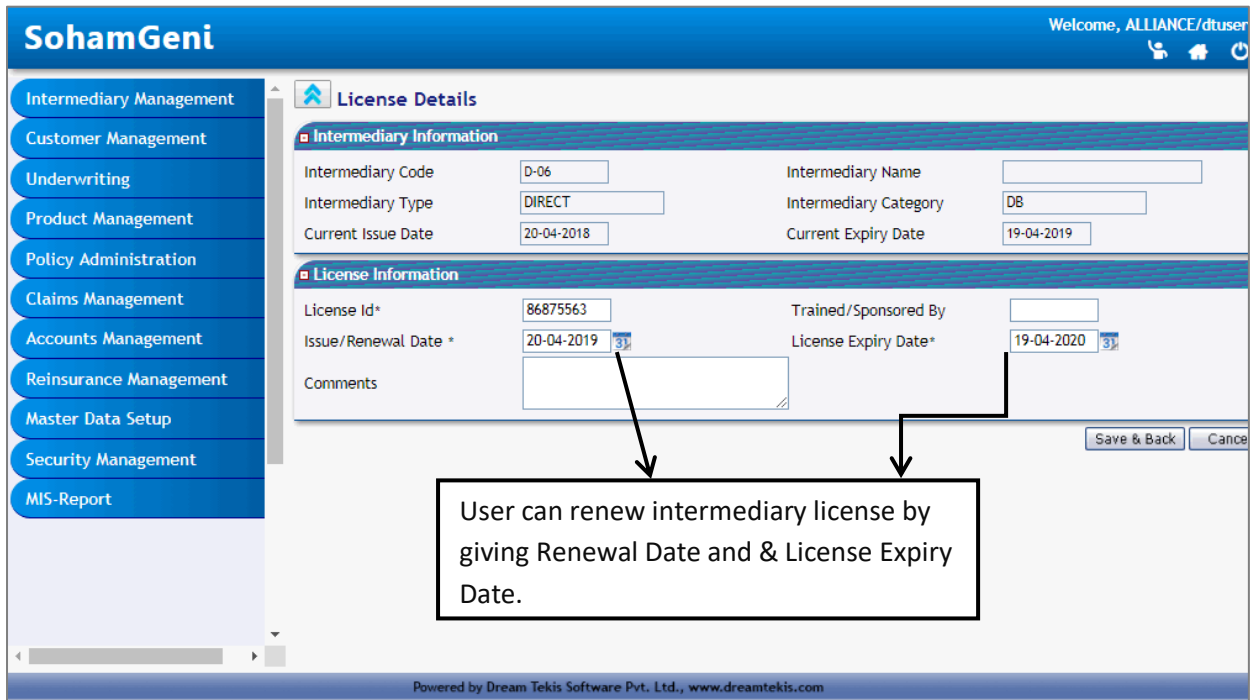 SohamGeni
Welcome, ALLIANCE/dtuser
Intermediary Management
Customer Management
Underwriting
Product Management
Policy Administration
Claims Management
Accounts Management
Reinsurance Management
Master Data Setup
Security Management
MIS-Report
License Details
Intermediary Information
Intermediary Code D-06 Intermediary Name
Intermediary Type DIRECT Intermediary Category DB
Current Issue Date 20-04-2018 Current Expiry Date 19-04-2019
License Information
License Id* 86875563 Trained/Sponsored By
Issue/Renewal Date * 20-04-2019 31 License Expiry Date* 19-04-2020 31
Comments
Save & Back Cance
User can renew intermediary license by
giving Renewal Date and & License Expiry
Date.
Powered by Dream Tekis Software Pvt. Ltd., www.dreamtekis.com